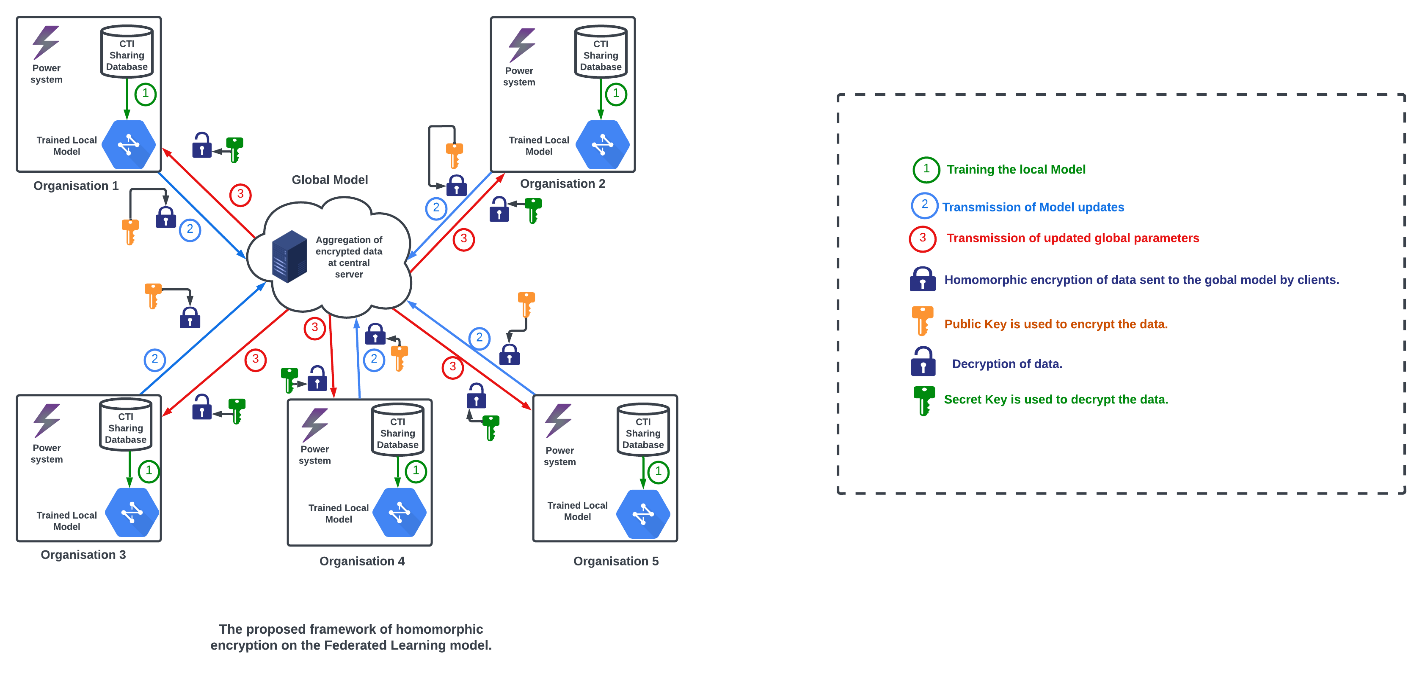 Power
system
CTI
Sharing
Database
1
Trained Local
Model
Organisation 1
Power
system
CTI
Sharing
Database
1
Trained Local
Model
Organisation 2
3
2
2
3
Global Model
Aggregation of
encrypted data
at central
server
2
3
3
2
2
3
Power
system
CTI
Sharing
Database
1
Trained Local
Model
Organisation 3
Power
system
CTI
Sharing
Database
1
Trained Local
Model
Organisation 4
Power
system
CTI
Sharing
Database
1
Trained Local
Model
Organisation 5
The proposed framework of homomorphic
encryption on the Federated Learning model.
1 Training the local Model
2 Transmission of Model updates
3 Transmission of updated global parameters
Homomorphic encryption of data sent to the gobal model by clients.
Public Key is used to encrypt the data.
Decryption of data.
Secret Key is used to decrypt the data.